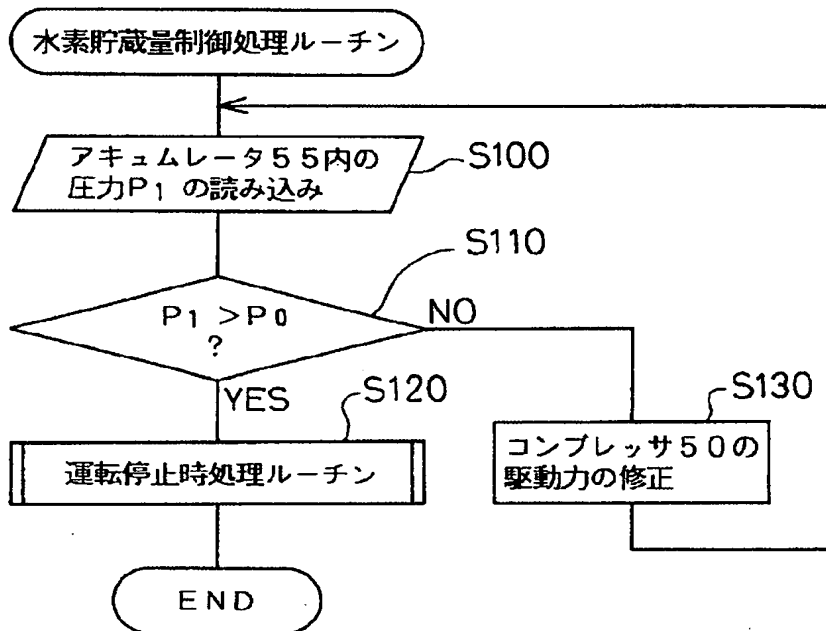 水素貯蔵量制御処理ルーチン
アキュムレータ55内の
圧力P1 の読み込み
S100
S110
P1 >P0
?
NO
YES
S120
S130
運転停止時処理ルーチン
コンプレッサ50の
駆動力の修正
END